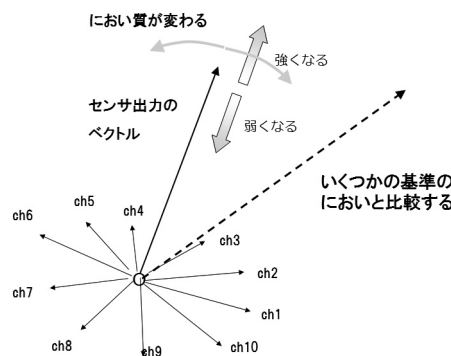 におい質が変わる
強くなる
センサ出力の
ベクトル
弱くなる
いくつかの基準の
においと比較する
ch6
ch5
ch4
ch3
ch2
ch7
O
ch1
ch8
ch9
ch10